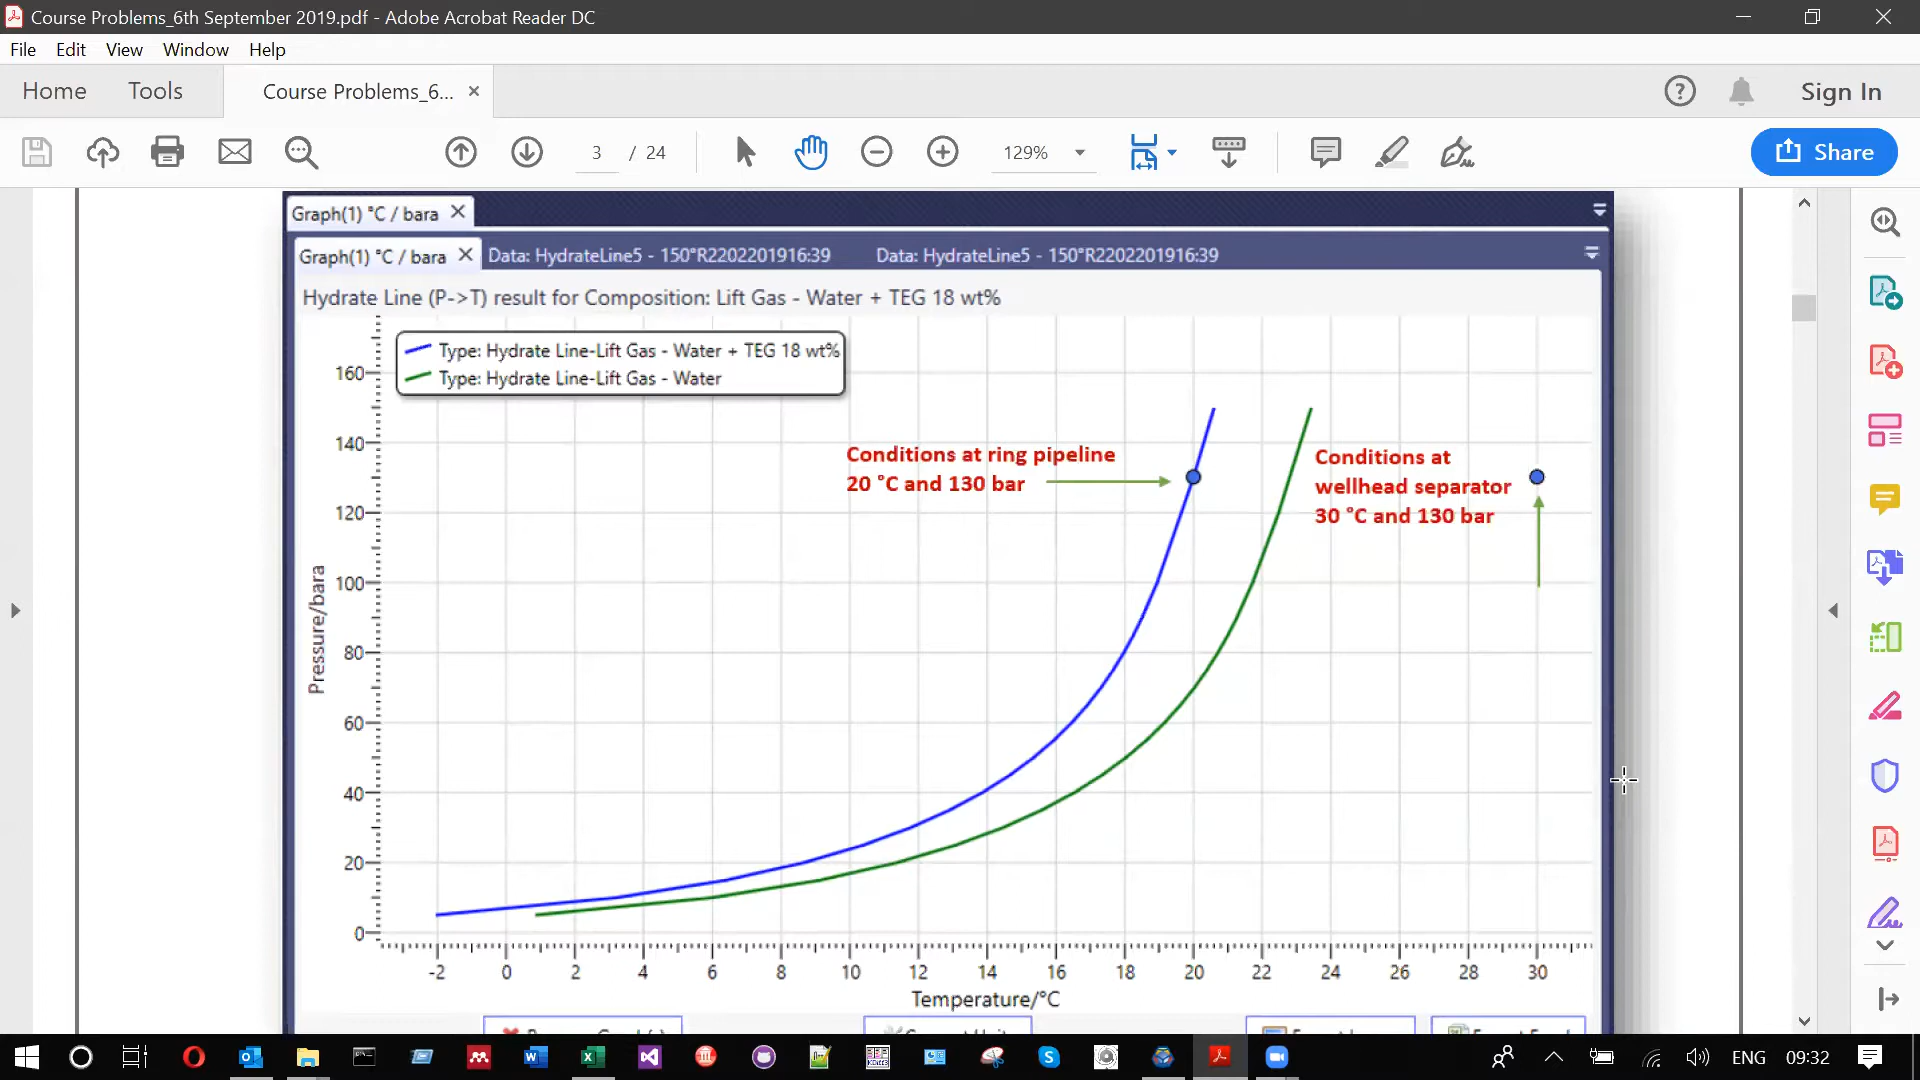 Course Problems_6th September 2019.pdf - Adobe Acrobat Reader DC
File Edit View Window Help
Home Tools Course Problems_6... × Sign In
3 / 24 129% Share
Graph(1) °C / bara
Graph(1) °C / bara Data: HydrateLine5 - 150°R2202201916:39 Data: HydrateLine5 - 150°R2202201916:39
Hydrate Line (P->T) result for Composition: Lift Gas - Water + TEG 18 wt%
Type: Hydrate Line-Lift Gas - Water + TEG 18 wt%
Type: Hydrate Line-Lift Gas - Water
Conditions at ring pipeline
20 °C and 130 bar
Conditions at
wellhead separator
30 °C and 130 bar
Pressure/bara
160
140
120
100
80
60
40
20
0
-2 0 2 4 6 8 10 12 14 16 18 20 22 24 26 28 30
Temperature/°C
ENG 09:32